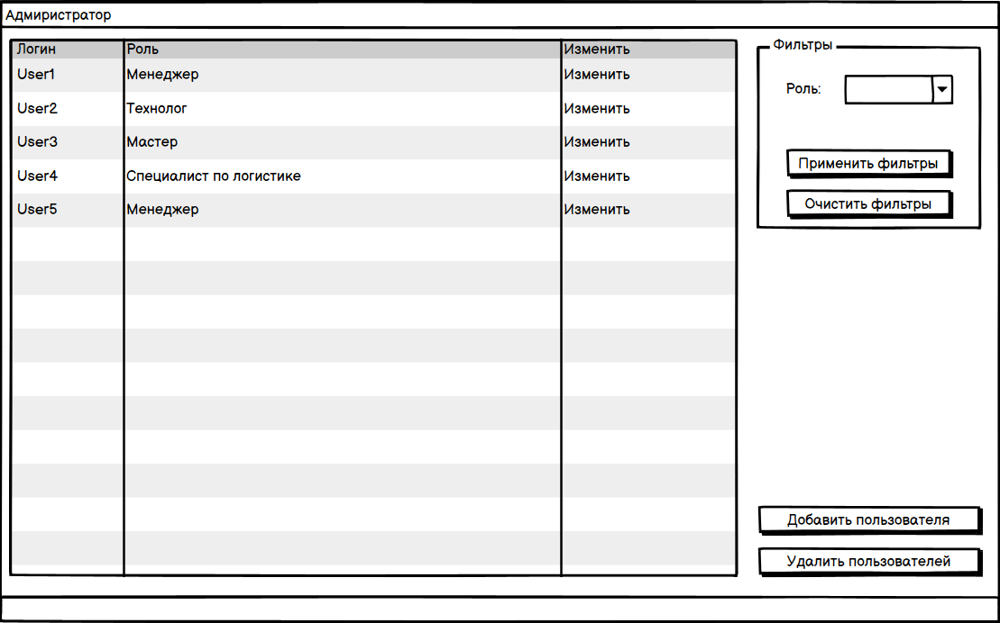 Адмиристратор
Логин Роль Изменить
User1 Менеджер Изменить
User2 Технолог Изменить
User3 Мастер Изменить
User4 Специалист по логистике Изменить
User5 Менеджер Изменить
Фильтры
Роль:
Применить фильтры
Очистить фильтры
Добавить пользователя
Удалить пользователей